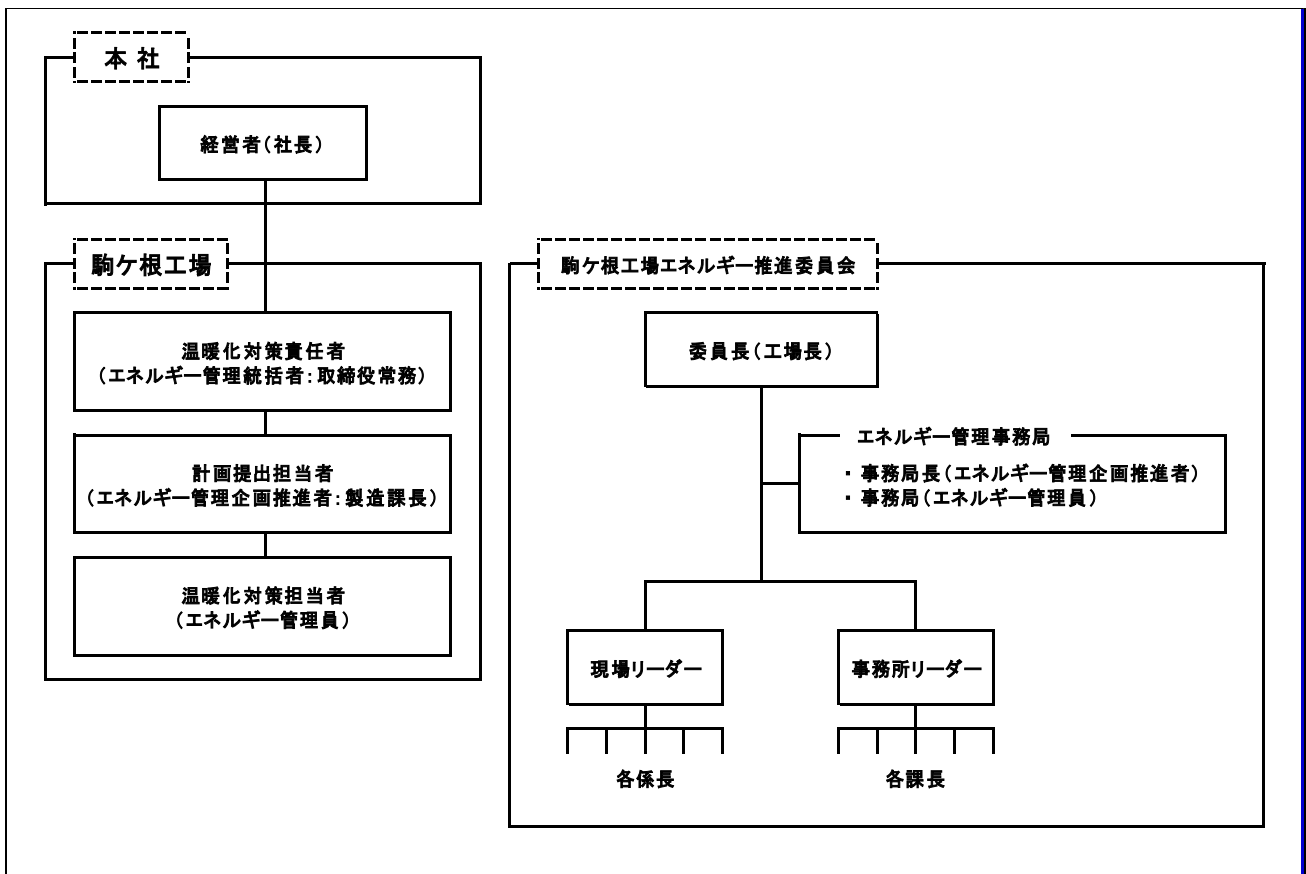 本 社
経営者(社長)
駒ケ根工場
温暖化対策責任者
(エネルギー管理統括者:取締役常務)
計画提出担当者
(エネルギー管理企画推進者:製造課長)
温暖化対策担当者
(エネルギー管理員)
駒ケ根工場エネルギー推進委員会
委員長(工場長)
エネルギー管理事務局
・ 事務局長(エネルギー管理企画推進者)
・ 事務局(エネルギー管理員)
現場リーダー
事務所リーダー
各係長
各課長